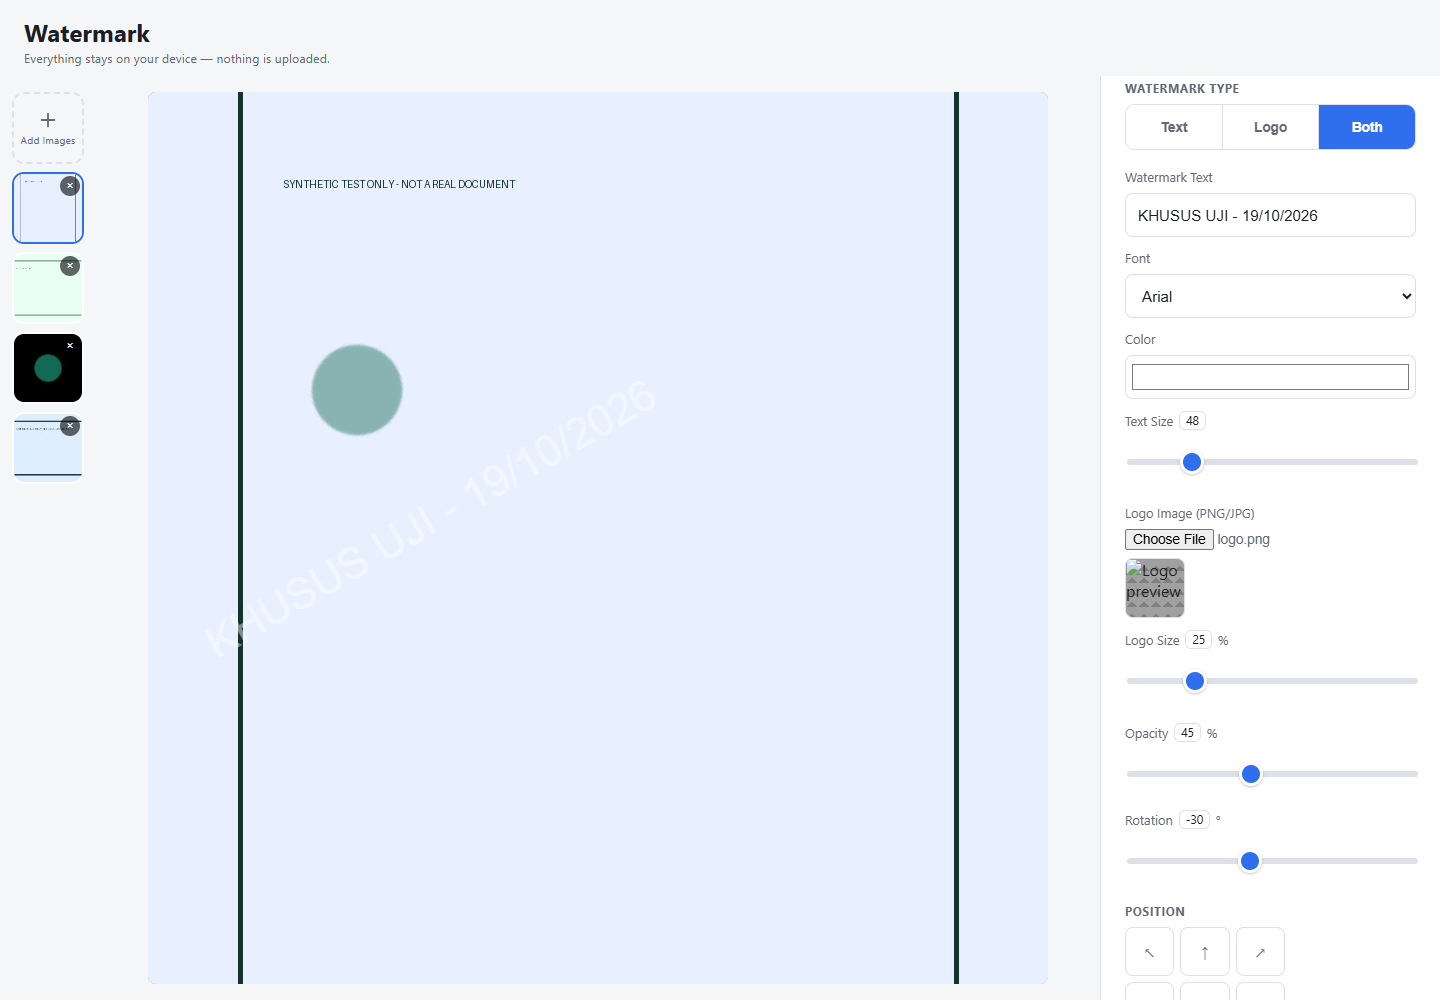 Watermark
Everything stays on your device — nothing is uploaded.
Add Images
SYNTHETIC TEST ONLY - NOT A REAL DOCUMENT
KHUSUS UJI - 19/10/2026
WATERMARK TYPE
Text Logo Both
Watermark Text
KHUSUS UJI - 19/10/2026
Font
Arial
Color
Text Size 48
Logo Image (PNG/JPG)
Choose File logo.png
Logo
preview
Logo Size 25 %
Opacity 45 %
Rotation -30 °
POSITION